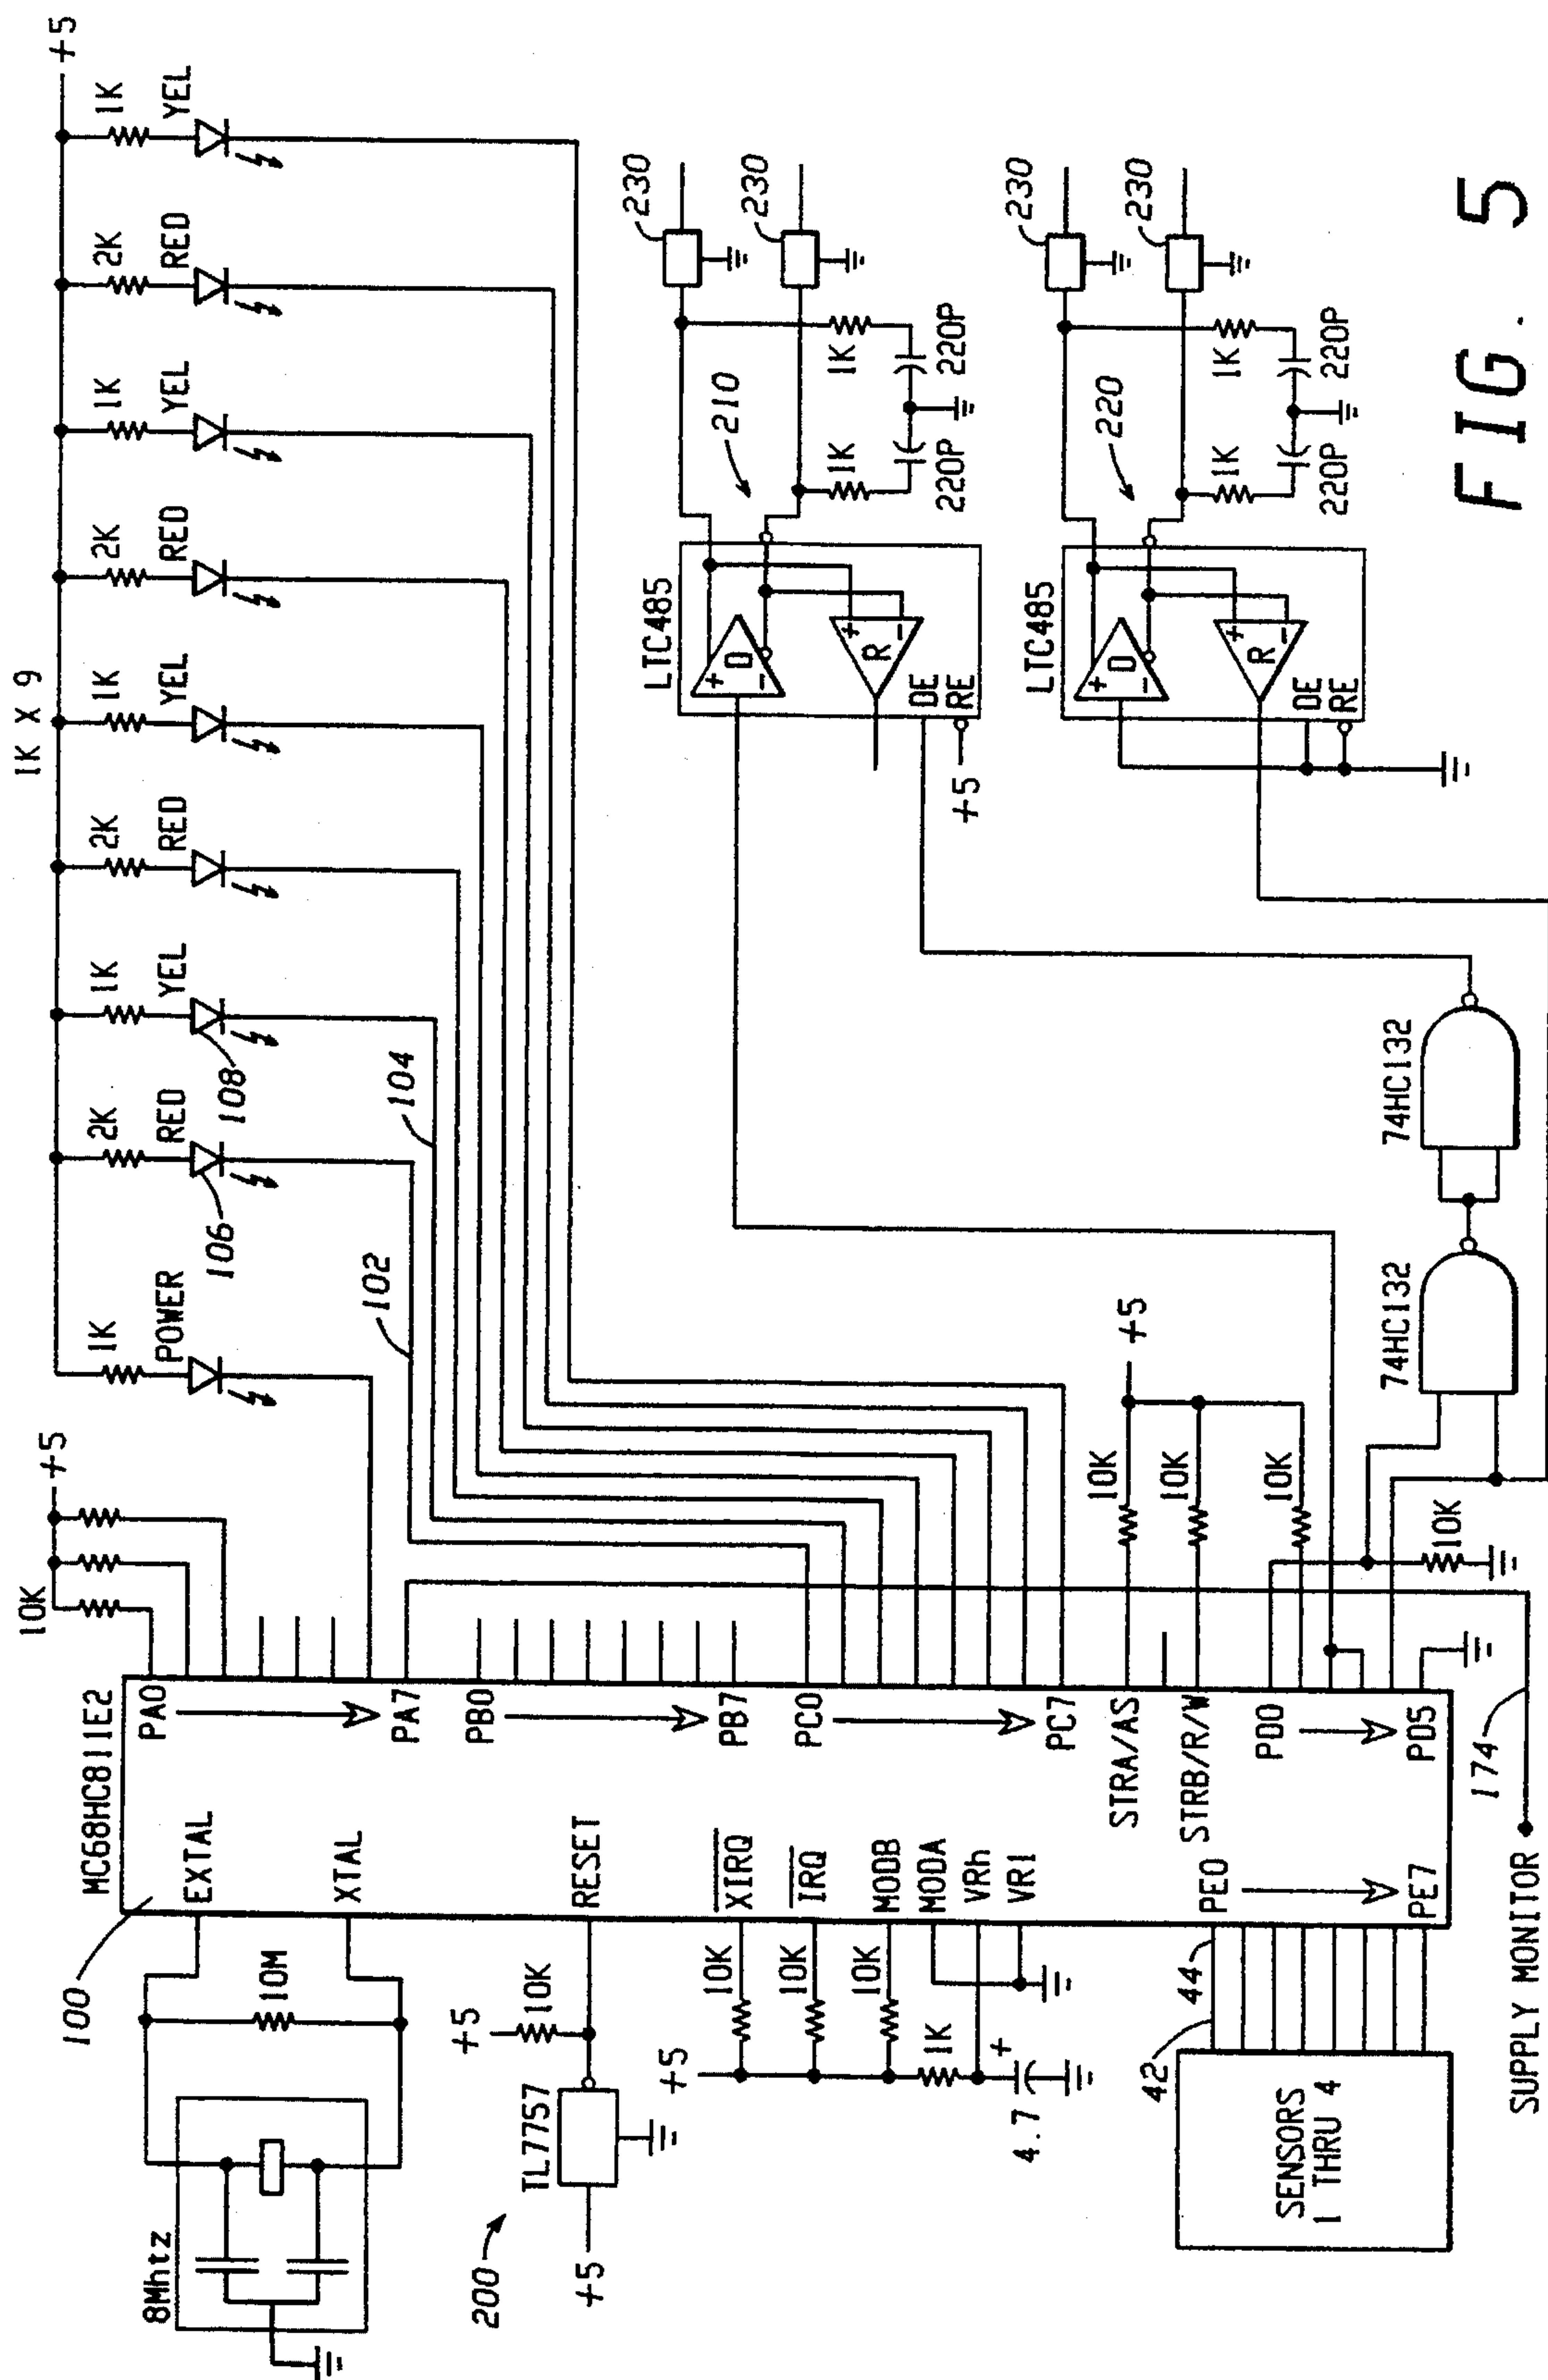 1K X 9
+5
1K
POWER
2K
RED
106
1K
YEL
108
2K
RED
1K
YEL
2K
RED
1K
YEL
2K
RED
1K
YEL
102
104
10K
+5
MC68HC811E2
100
8Mhtz
10M
EXTAL
XTAL
PA0
PA7
PB0
PB7
PC0
PC7
200
+5
TL7757
+5
10K
RESET
+5
10K
10K
10K
1K
+
4.7
XIRQ
IRQ
MODB
MODA
VRh
VR1
STRA/AS
STRB/R/W
10K
10K
10K
+5
PD0
PD5
10K
SENSORS
1 THRU 4
42
44
PE0
PE7
SUPPLY MONITOR
174
74HC132
74HC132
LTC485
+
D
-
+
R
-
DE
RE
+5
210
1K
220P
1K
220P
230
230
LTC485
+
D
-
+
R
-
DE
RE
220
1K
220P
1K
220P
230
230
FIG. 5